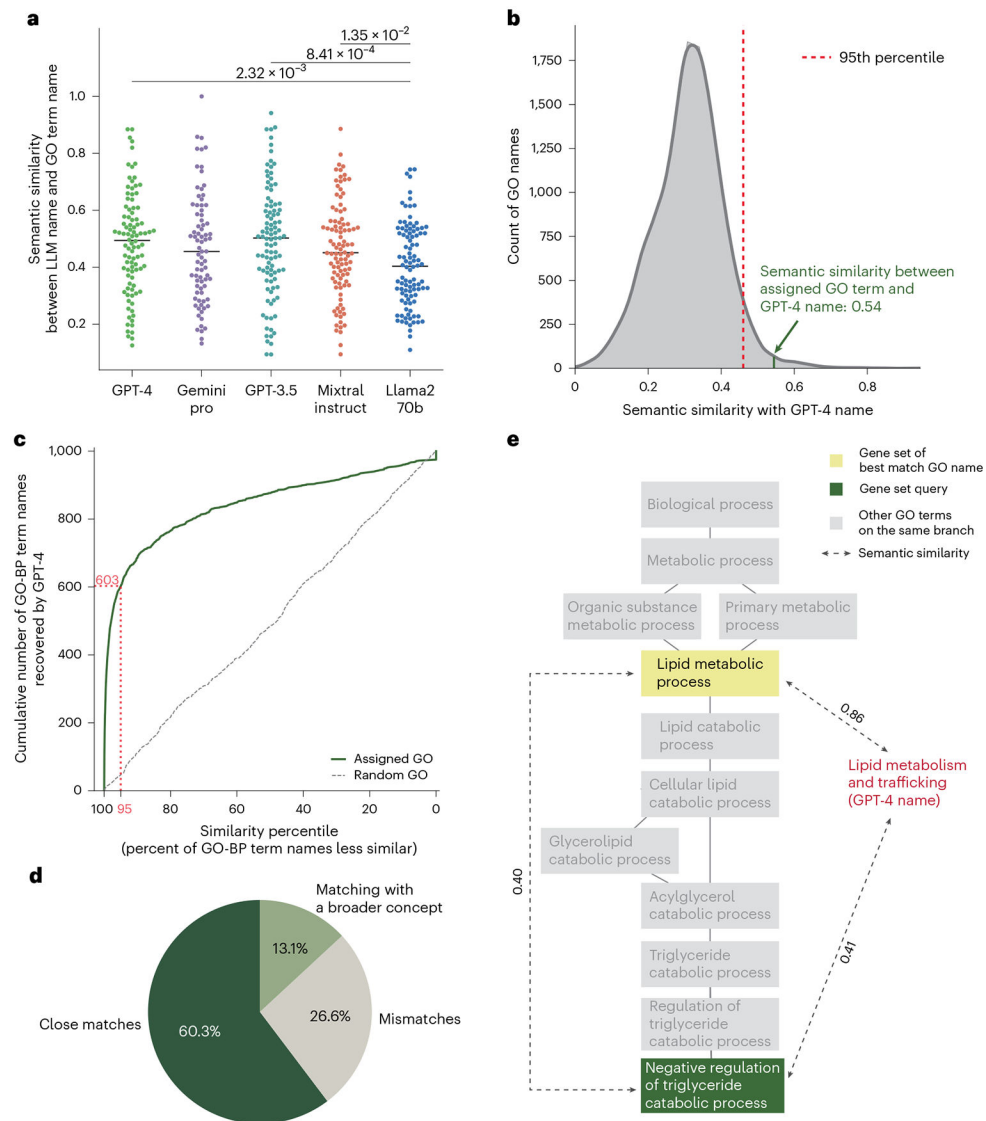 a
1.35 × 10⁻²
8.41 × 10⁻⁴
2.32 × 10⁻³
Semantic similarity
between LLM name and GO term name
1.0
0.8
0.6
0.4
0.2
GPT-4
Gemini
pro
GPT-3.5
Mixtral
instruct
Llama2
70b
b
Count of GO names
1,750
1,500
1,250
1,000
750
500
250
0
95th percentile
Semantic similarity between
assigned GO term and
GPT-4 name: 0.54
0
0.2
0.4
0.6
0.8
Semantic similarity with GPT-4 name
c
Cumulative number of GO-BP term names
recovered by GPT-4
1,000
800
603
600
400
200
0
Assigned GO
Random GO
100
95
80
60
40
20
0
Similarity percentile
(percent of GO-BP term names less similar)
d
Matching with
a broader concept
13.1%
26.6%
Mismatches
Close matches
60.3%
e
Gene set of
best match GO name
Gene set query
Other GO terms
on the same branch
Semantic similarity
Biological process
Metabolic process
Organic substance
metabolic process
Primary metabolic
process
Lipid metabolic
process
0.86
Lipid catabolic
process
Lipid metabolism
and trafficking
(GPT-4 name)
Cellular lipid
catabolic process
Glycerolipid
catabolic process
0.40
Acylglycerol
catabolic process
0.41
Triglyceride
catabolic process
Regulation of
triglyceride
catabolic process
Negative regulation
of triglyceride
catabolic process